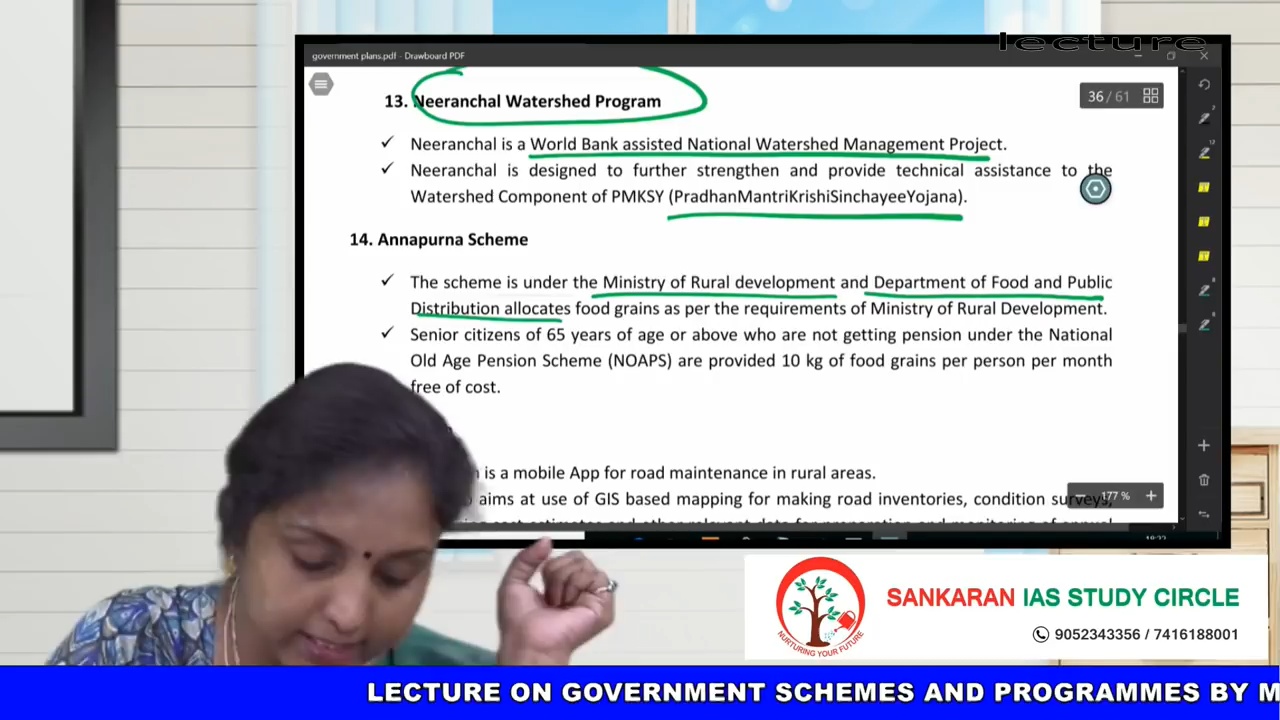 lecture
government plans.pdf - Drawboard PDF
36 / 61
13. Neeranchal Watershed Program
✓ Neeranchal is a World Bank assisted National Watershed Management Project.
✓ Neeranchal is designed to further strengthen and provide technical assistance to the
Watershed Component of PMKSY (PradhanMantriKrishiSinchayeeYojana).
14. Annapurna Scheme
✓ The scheme is under the Ministry of Rural development and Department of Food and Public
Distribution allocates food grains as per the requirements of Ministry of Rural Development.
✓ Senior citizens of 65 years of age or above who are not getting pension under the National
Old Age Pension Scheme (NOAPS) are provided 10 kg of food grains per person per month
free of cost.
is a mobile App for road maintenance in rural areas.
aims at use of GIS based mapping for making road inventories, condition surveys,
177 %
SANKARAN IAS STUDY CIRCLE
9052343356 / 7416188001
NURTURING YOUR FUTURE
LECTURE ON GOVERNMENT SCHEMES AND PROGRAMMES BY M